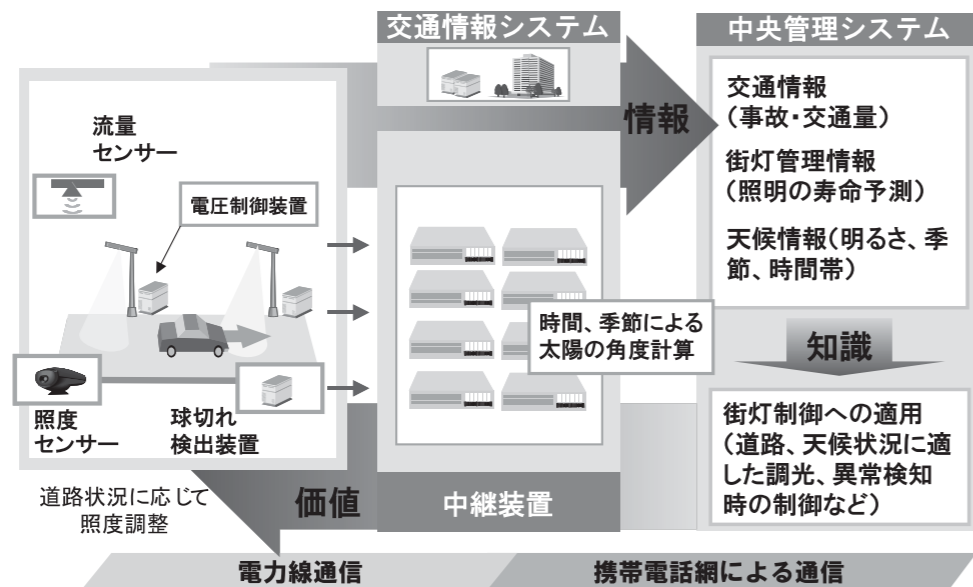 交通情報システム
中央管理システム
情報
交通情報
（事故・交通量）
街灯管理情報
（照明の寿命予測）
天候情報（明るさ、季
節、時間帯）
流量
センサー
電圧制御装置
時間、季節による
太陽の角度計算
知識
照度
センサー
球切れ
検出装置
街灯制御への適用
（道路、天候状況に適
した調光、異常検知
時の制御など）
道路状況に応じて
照度調整
価値
中継装置
電力線通信
携帯電話網による通信